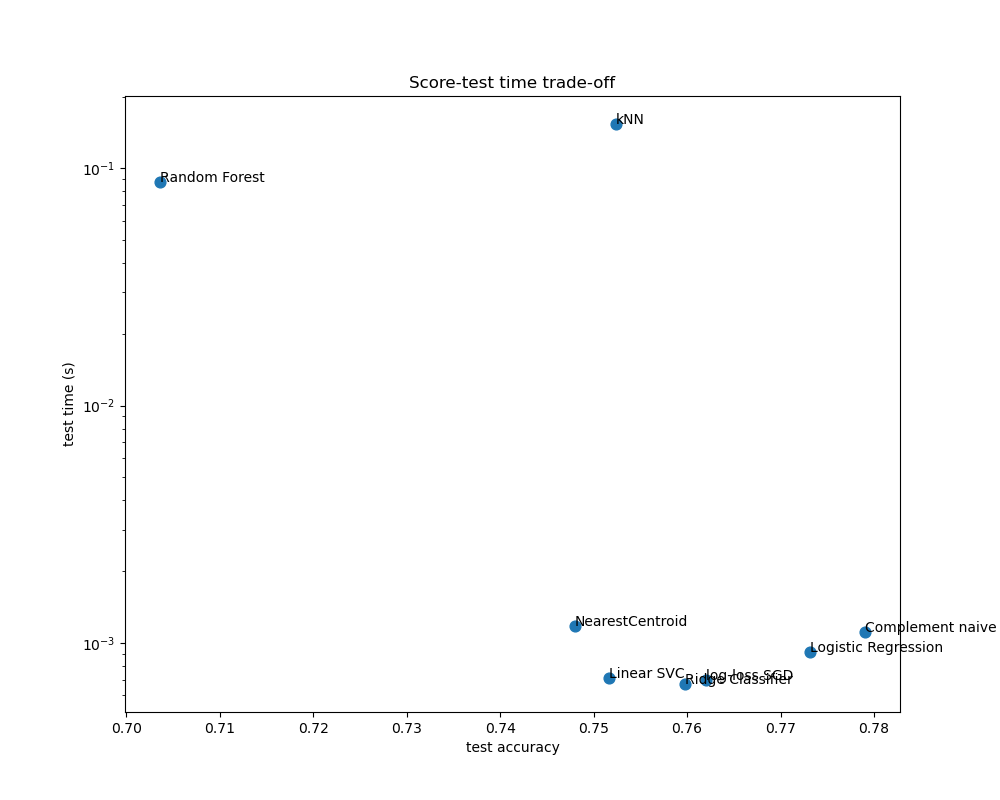 Score-test time trade-off
kNN
Random Forest
NearestCentroid
Complement naive
Logistic Regression
Linear SVC
log-loss SGD
Ridge Classifier
10⁻¹
10⁻²
10⁻³
test time (s)
0.70 0.71 0.72 0.73 0.74 0.75 0.76 0.77 0.78
test accuracy